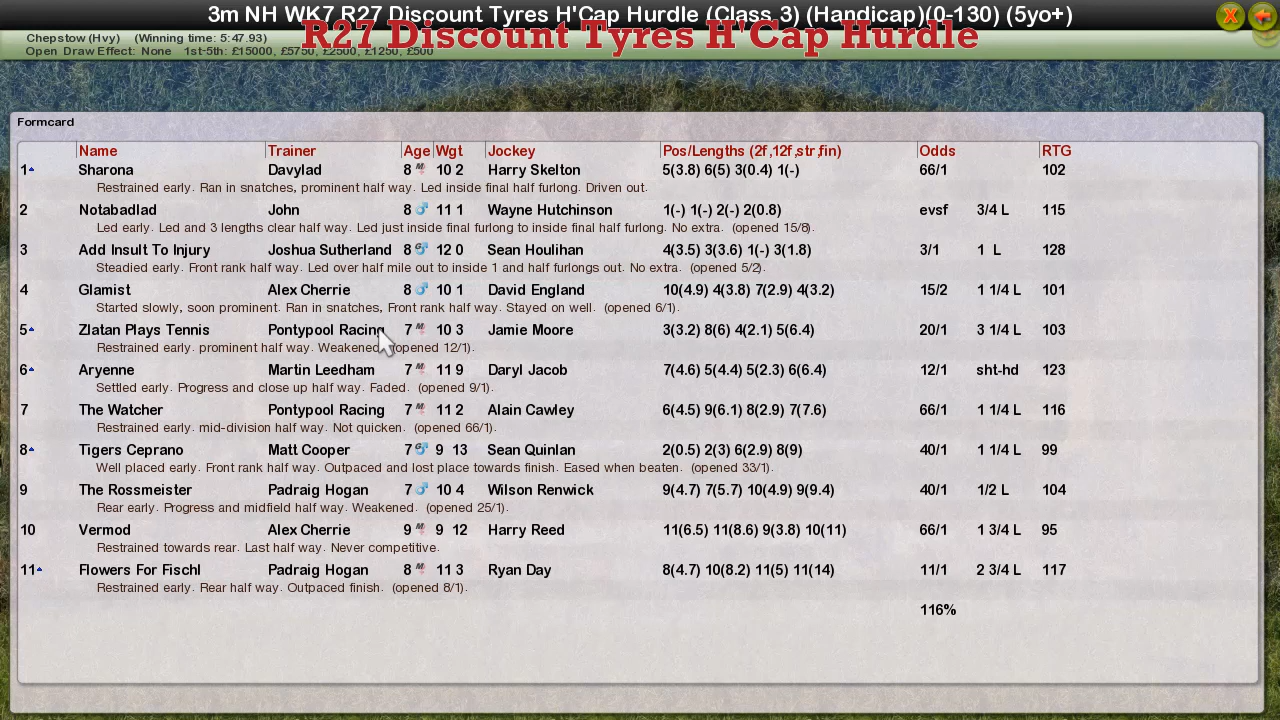 3m NH WK7 R27 Discount Tyres H'Cap Hurdle (Class 3) (Handicap)(0-130) (5yo+)
R27 Discount Tyres H'Cap Hurdle
Chepstow (Hvy) (Winning time: 5:47.93)
Open Draw Effect: None 1st-5th: £15000, £5750, £2500, £1250, £500
Formcard
Name Trainer Age Wgt Jockey Pos/Lengths (2f,12f,str,fin) Odds RTG
1 Sharona Davylad 8 10 2 Harry Skelton 5(3.8) 6(5) 3(0.4) 1(-) 66/1 102
Restrained early. Ran in snatches, prominent half way. Led inside final half furlong. Driven out.
2 Notabadlad John 8 11 1 Wayne Hutchinson 1(-) 1(-) 2(-) 2(0.8) evsf 3/4 L 115
Led early. Led and 3 lengths clear half way. Led just inside final furlong to inside final half furlong. No extra. (opened 15/8).
3 Add Insult To Injury Joshua Sutherland 8 12 0 Sean Houlihan 4(3.5) 3(3.6) 1(-) 3(1.8) 3/1 1 L 128
Steadied early. Front rank half way. Led over half mile out to inside 1 and half furlongs out. No extra. (opened 5/2).
4 Glamist Alex Cherrie 8 10 1 David England 10(4.9) 4(3.8) 7(2.9) 4(3.2) 15/2 1 1/4 L 101
Started slowly, soon prominent. Ran in snatches, Front rank half way. Stayed on well. (opened 6/1).
5 Zlatan Plays Tennis Pontypool Racing 7 10 3 Jamie Moore 3(3.2) 8(6) 4(2.1) 5(6.4) 20/1 3 1/4 L 103
Restrained early. prominent half way. Weakened. (opened 12/1).
6 Aryenne Martin Leedham 7 11 9 Daryl Jacob 7(4.6) 5(4.4) 5(2.3) 6(6.4) 12/1 sht-hd 123
Settled early. Progress and close up half way. Faded. (opened 9/1).
7 The Watcher Pontypool Racing 7 11 2 Alain Cawley 6(4.5) 9(6.1) 8(2.9) 7(7.6) 66/1 1 1/4 L 116
Restrained early. mid-division half way. Not quicken. (opened 66/1).
8 Tigers Ceprano Matt Cooper 7 9 13 Sean Quinlan 2(0.5) 2(3) 6(2.9) 8(9) 40/1 1 1/4 L 99
Well placed early. Front rank half way. Outpaced and lost place towards finish. Eased when beaten. (opened 33/1).
9 The Rossmeister Padraig Hogan 7 10 4 Wilson Renwick 9(4.7) 7(5.7) 10(4.9) 9(9.4) 40/1 1/2 L 104
Rear early. Progress and midfield half way. Weakened. (opened 25/1).
10 Vermod Alex Cherrie 9 9 12 Harry Reed 11(6.5) 11(8.6) 9(3.8) 10(11) 66/1 1 3/4 L 95
Restrained towards rear. Last half way. Never competitive.
11 Flowers For Fischl Padraig Hogan 8 11 3 Ryan Day 8(4.7) 10(8.2) 11(5) 11(14) 11/1 2 3/4 L 117
Restrained early. Rear half way. Outpaced finish. (opened 8/1).
116%